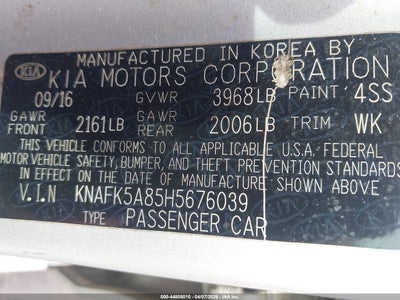 MANUFACTURED IN KOREA BY
KIA KIA MOTORS CORPORATION
09/16 GVWR 3968LB PAINT 4SS
GAWR FRONT 2161LB GAWR REAR 2006LB TRIM WK
THIS VEHICLE CONFORMS TO ALL APPLICABLE U.S.A. FEDERAL
MOTOR VEHICLE SAFETY, BUMPER, AND THEFT PREVENTION STANDARDS
IN EFFECT ON THE DATE OF MANUFACTURE SHOWN ABOVE
V.I.N KNAFK5A85H5676039
TYPE PASSENGER CAR
000-44808010 - 04/07/2026 - IAA